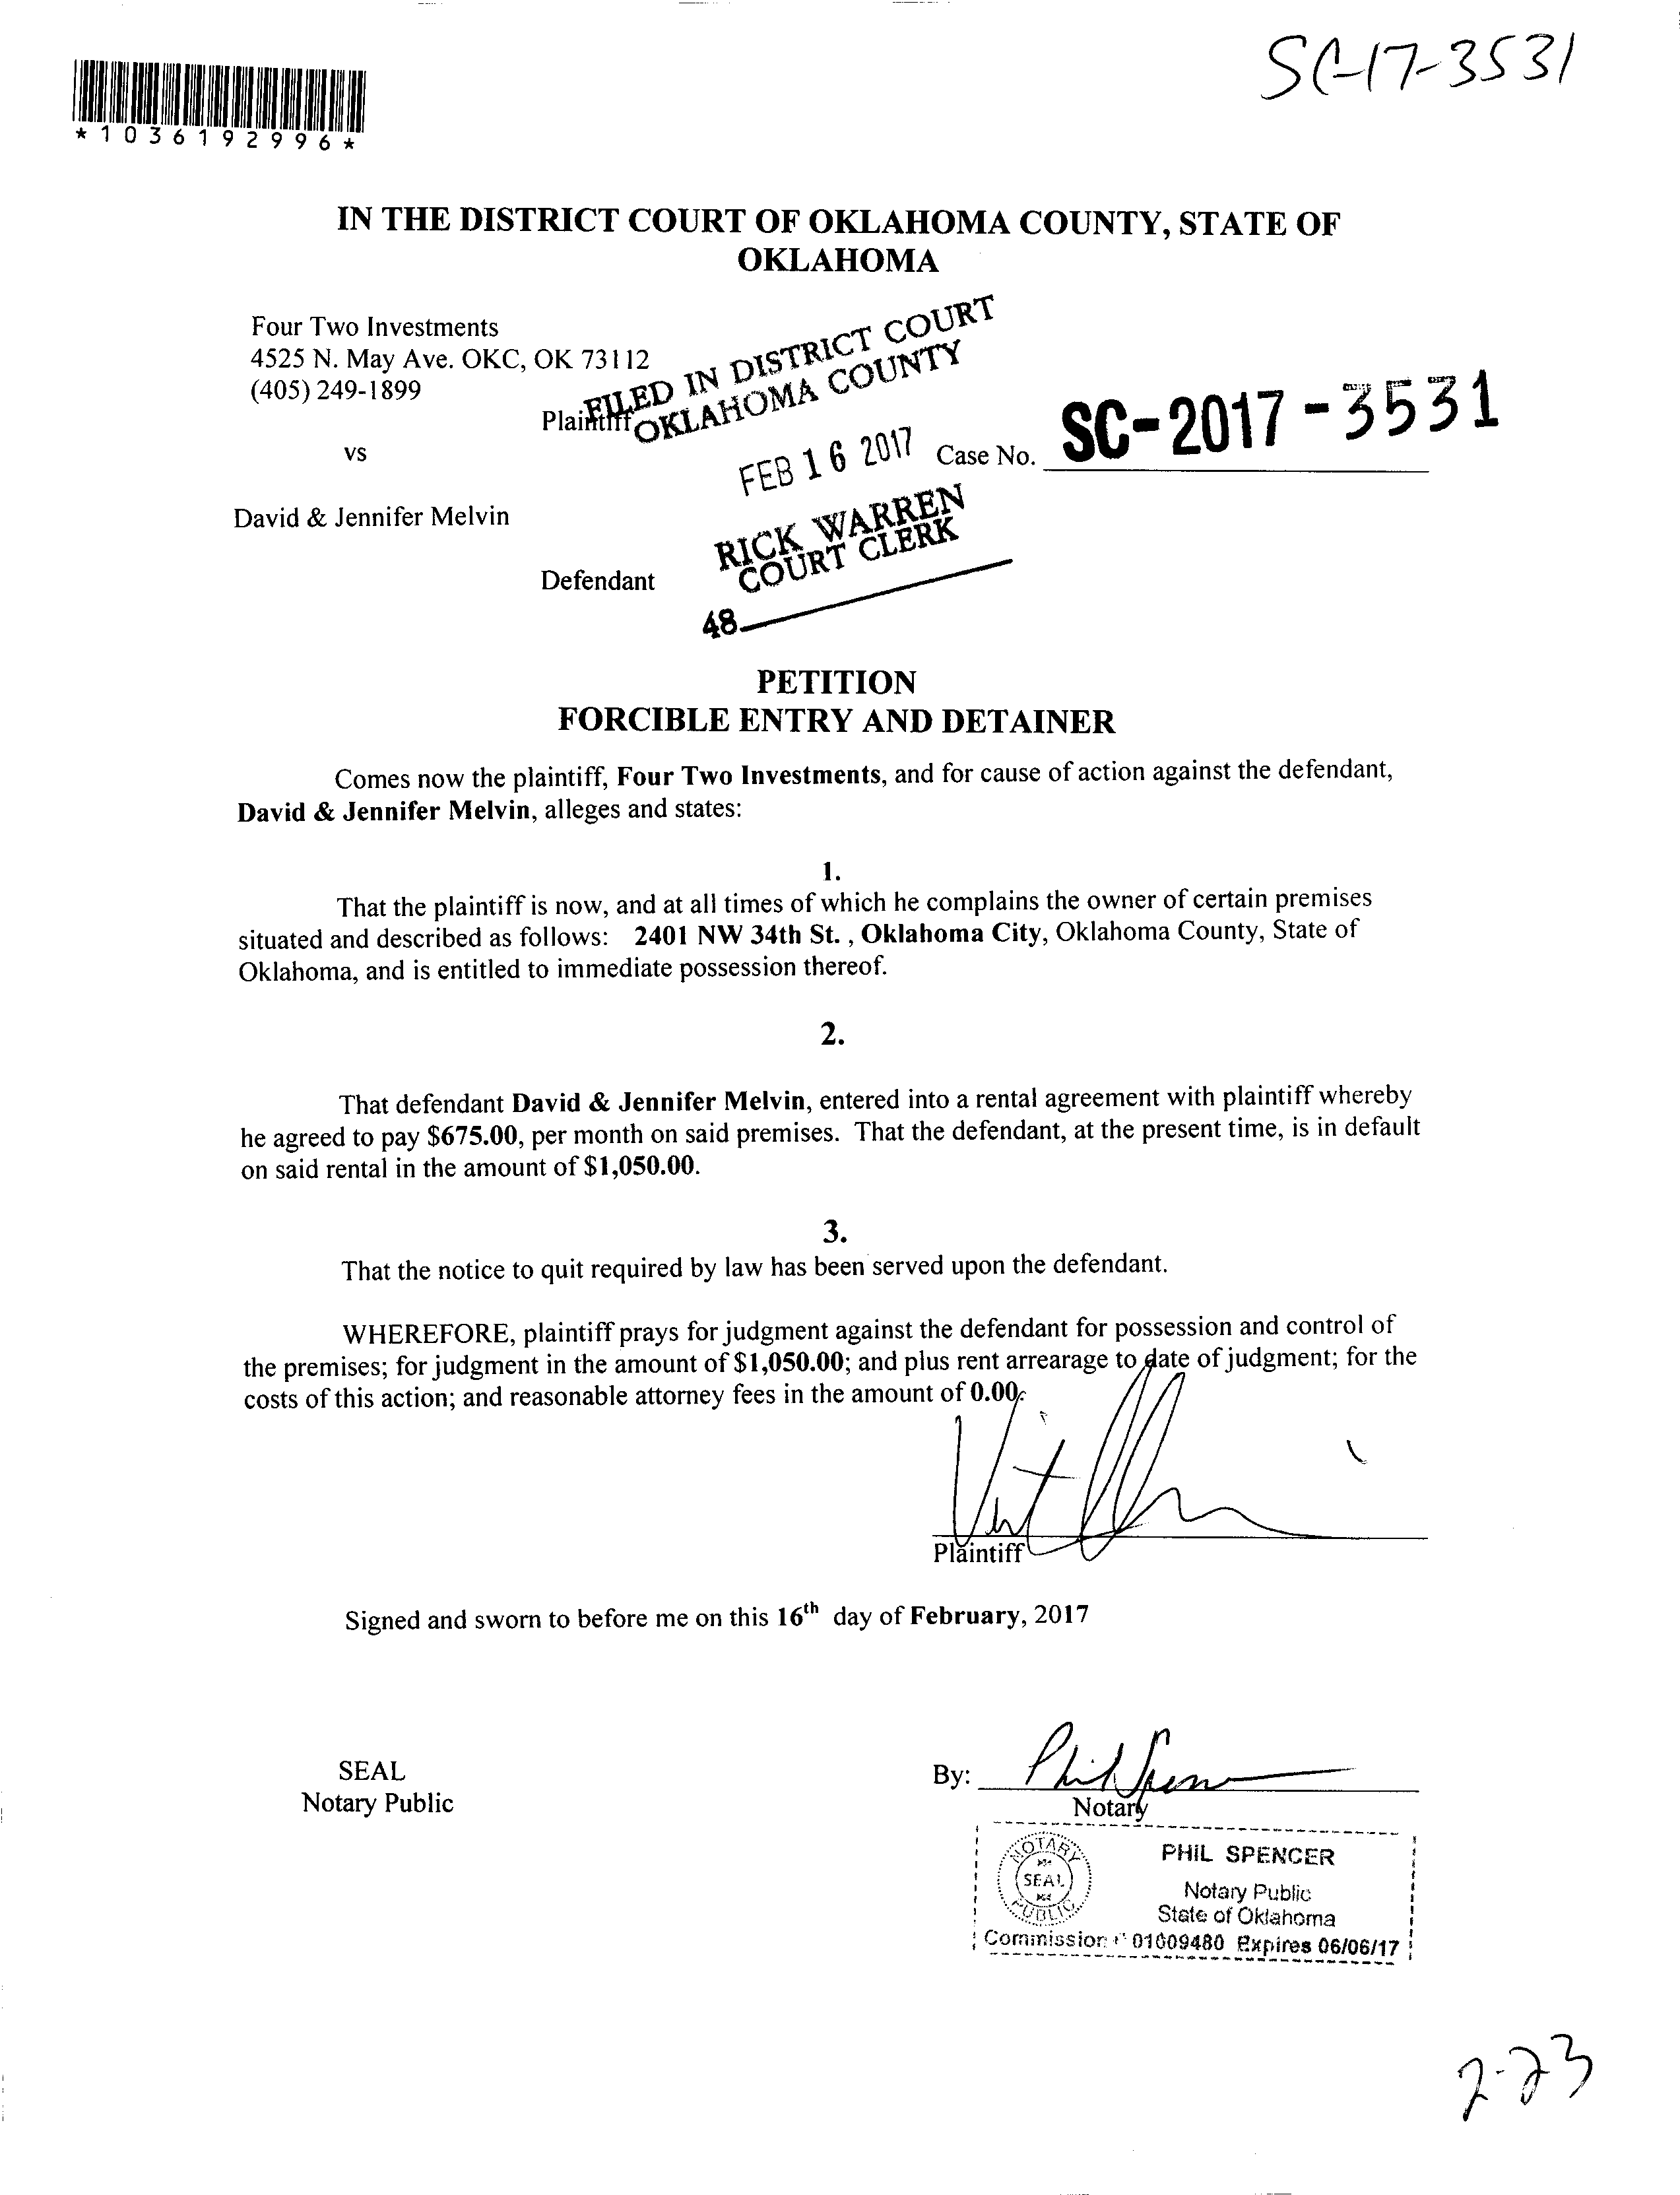 SC-17-3531
*1036192996*
IN THE DISTRICT COURT OF OKLAHOMA COUNTY, STATE OF
OKLAHOMA
Four Two Investments
4525 N. May Ave. OKC, OK 73112
(405) 249-1899
Plaintiff
FILED IN DISTRICT COURT
OKLAHOMA COUNTY
vs
FEB 16 2017
Case No. SC-2017-3531
David & Jennifer Melvin
RICK WARREN
COURT CLERK
Defendant
48
PETITION
FORCIBLE ENTRY AND DETAINER
Comes now the plaintiff, Four Two Investments, and for cause of action against the defendant,
David & Jennifer Melvin, alleges and states:
1.
That the plaintiff is now, and at all times of which he complains the owner of certain premises
situated and described as follows: 2401 NW 34th St. , Oklahoma City, Oklahoma County, State of
Oklahoma, and is entitled to immediate possession thereof.
2.
That defendant David & Jennifer Melvin, entered into a rental agreement with plaintiff whereby
he agreed to pay $675.00, per month on said premises. That the defendant, at the present time, is in default
on said rental in the amount of $1,050.00.
3.
That the notice to quit required by law has been served upon the defendant.
WHEREFORE, plaintiff prays for judgment against the defendant for possession and control of
the premises; for judgment in the amount of $1,050.00; and plus rent arrearage to date of judgment; for the
costs of this action; and reasonable attorney fees in the amount of 0.00.
Plaintiff
Signed and sworn to before me on this 16th day of February, 2017
SEAL
Notary Public
By: Phil Spencer
Notary
NOTARY
SEAL
PUBLIC
PHIL SPENCER
Notary Public
State of Oklahoma
Commission # 01009480 Expires 06/06/17
2-23